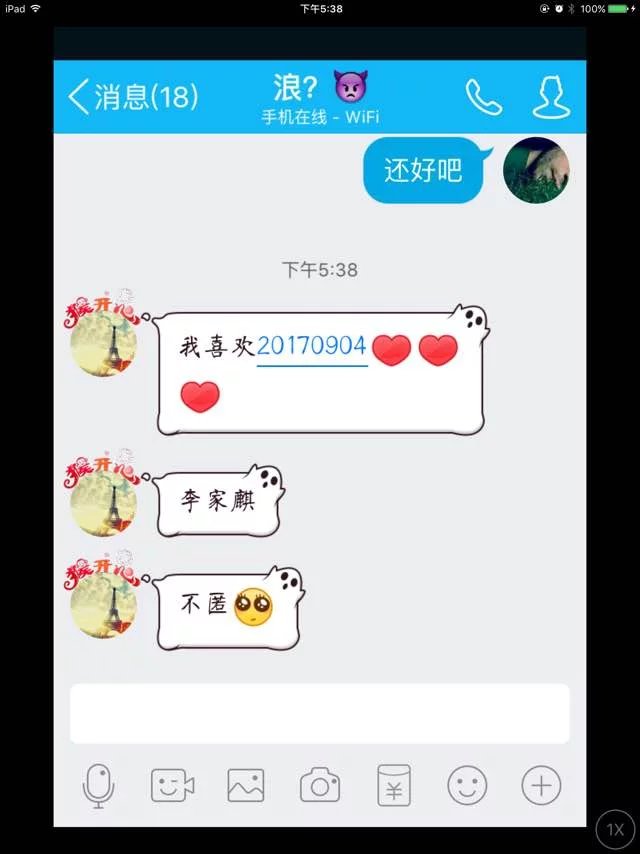 iPad
下午5:38
100%
消息(18)
浪?
手机在线 - WiFi
还好吧
下午5:38
猴开心
我喜欢20170904
猴开心
李家麒
猴开心
不匿
1X